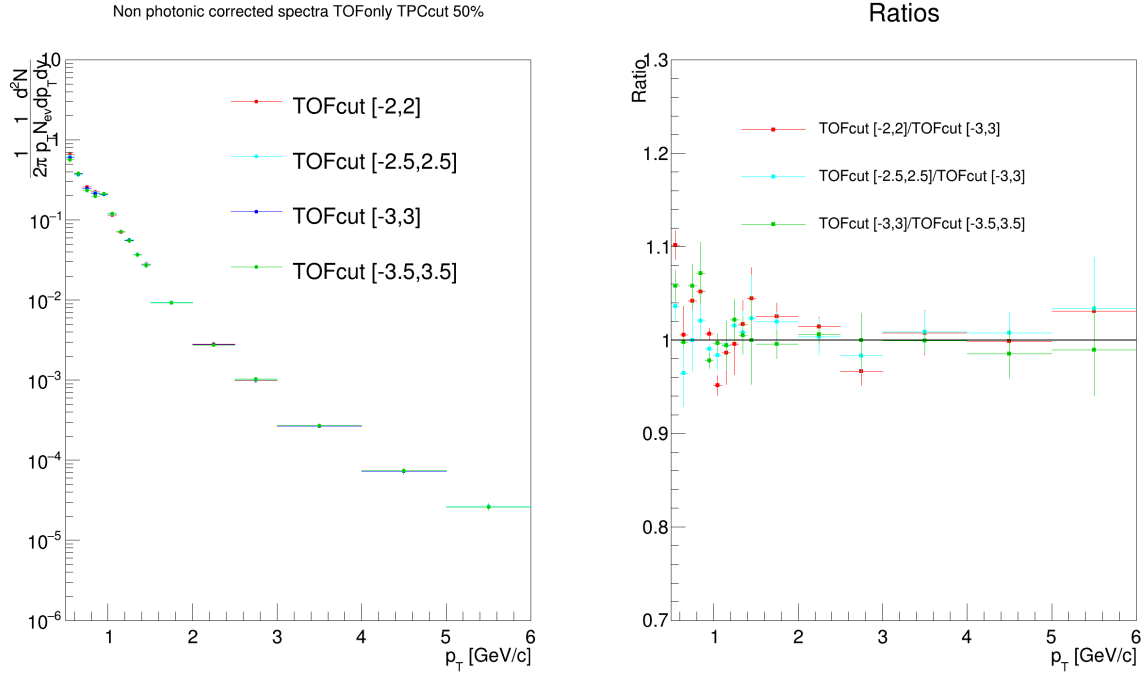 Non photonic corrected spectra TOFonly TPCcut 50%
1/2π 1/p_T d²N/N_ev dp_T dy
10
1
10⁻¹
10⁻²
10⁻³
10⁻⁴
10⁻⁵
10⁻⁶
TOFcut [-2,2]
TOFcut [-2.5,2.5]
TOFcut [-3,3]
TOFcut [-3.5,3.5]
1 2 3 4 5 6
p_T [GeV/c]
Ratios
Ratio
1.3
1.2
1.1
1
0.9
0.8
0.7
TOFcut [-2,2]/TOFcut [-3,3]
TOFcut [-2.5,2.5]/TOFcut [-3,3]
TOFcut [-3,3]/TOFcut [-3.5,3.5]
1 2 3 4 5 6
p_T [GeV/c]